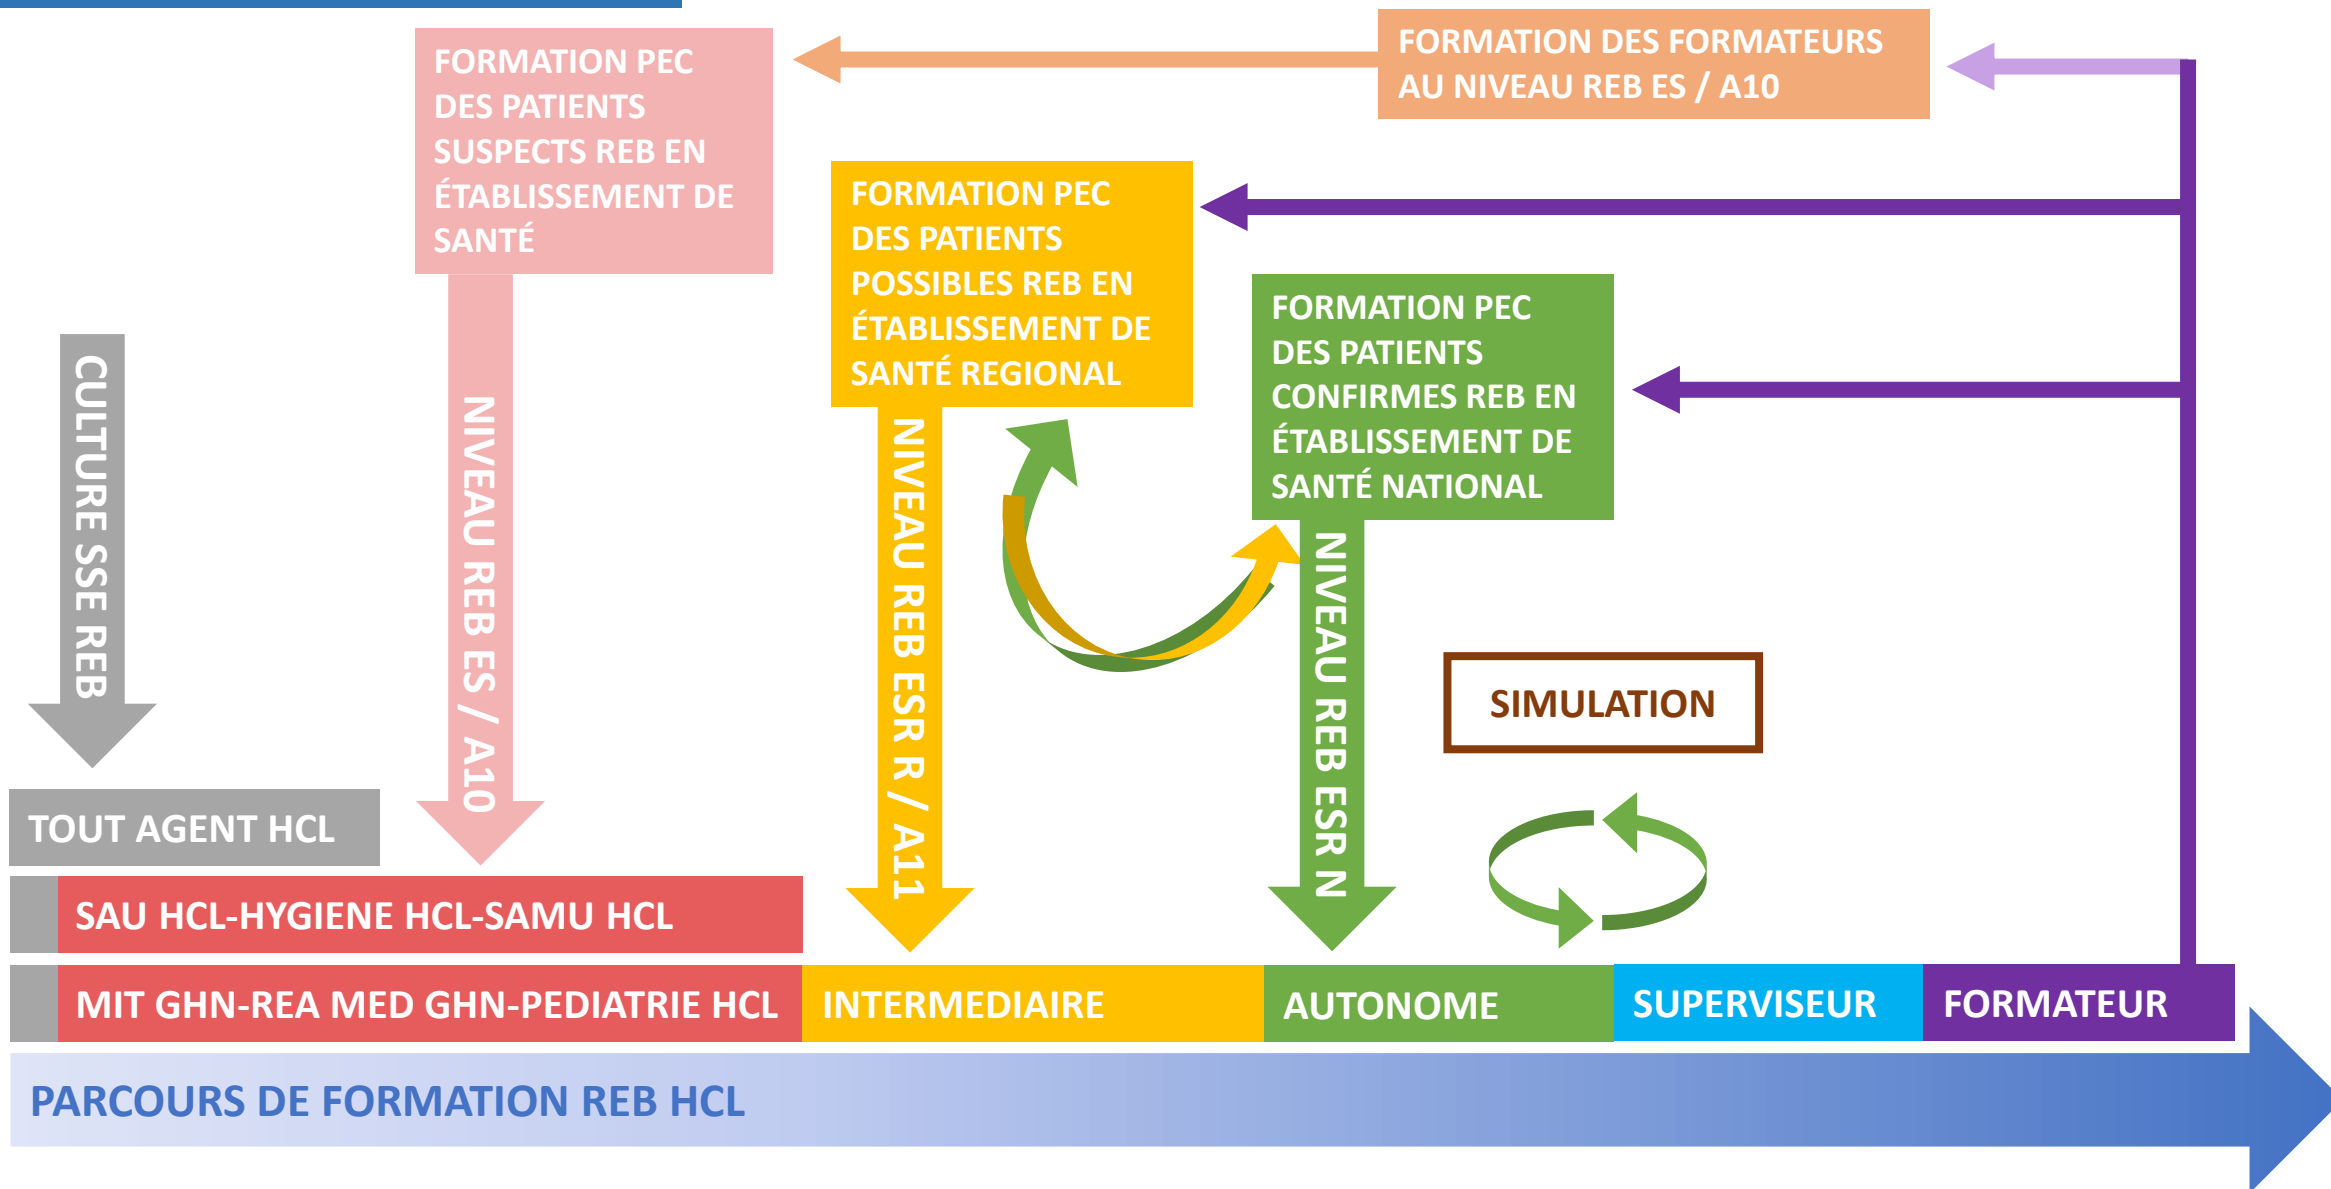 FORMATION PEC
DES PATIENTS
SUSPECTS REB EN
ÉTABLISSEMENT DE
SANTÉ
FORMATION DES FORMATEURS
AU NIVEAU REB ES / A10
FORMATION PEC
DES PATIENTS
POSSIBLES REB EN
ÉTABLISSEMENT DE
SANTÉ REGIONAL
FORMATION PEC
DES PATIENTS
CONFIRMES REB EN
ÉTABLISSEMENT DE
SANTÉ NATIONAL
CULTURE SSE REB
NIVEAU REB ES / A10
NIVEAU REB ESR R / A11
NIVEAU REB ESR N
SIMULATION
TOUT AGENT HCL
SAU HCL-HYGIENE HCL-SAMU HCL
MIT GHN-REA MED GHN-PEDIATRIE HCL
INTERMEDIAIRE
AUTONOME
SUPERVISEUR
FORMATEUR
PARCOURS DE FORMATION REB HCL